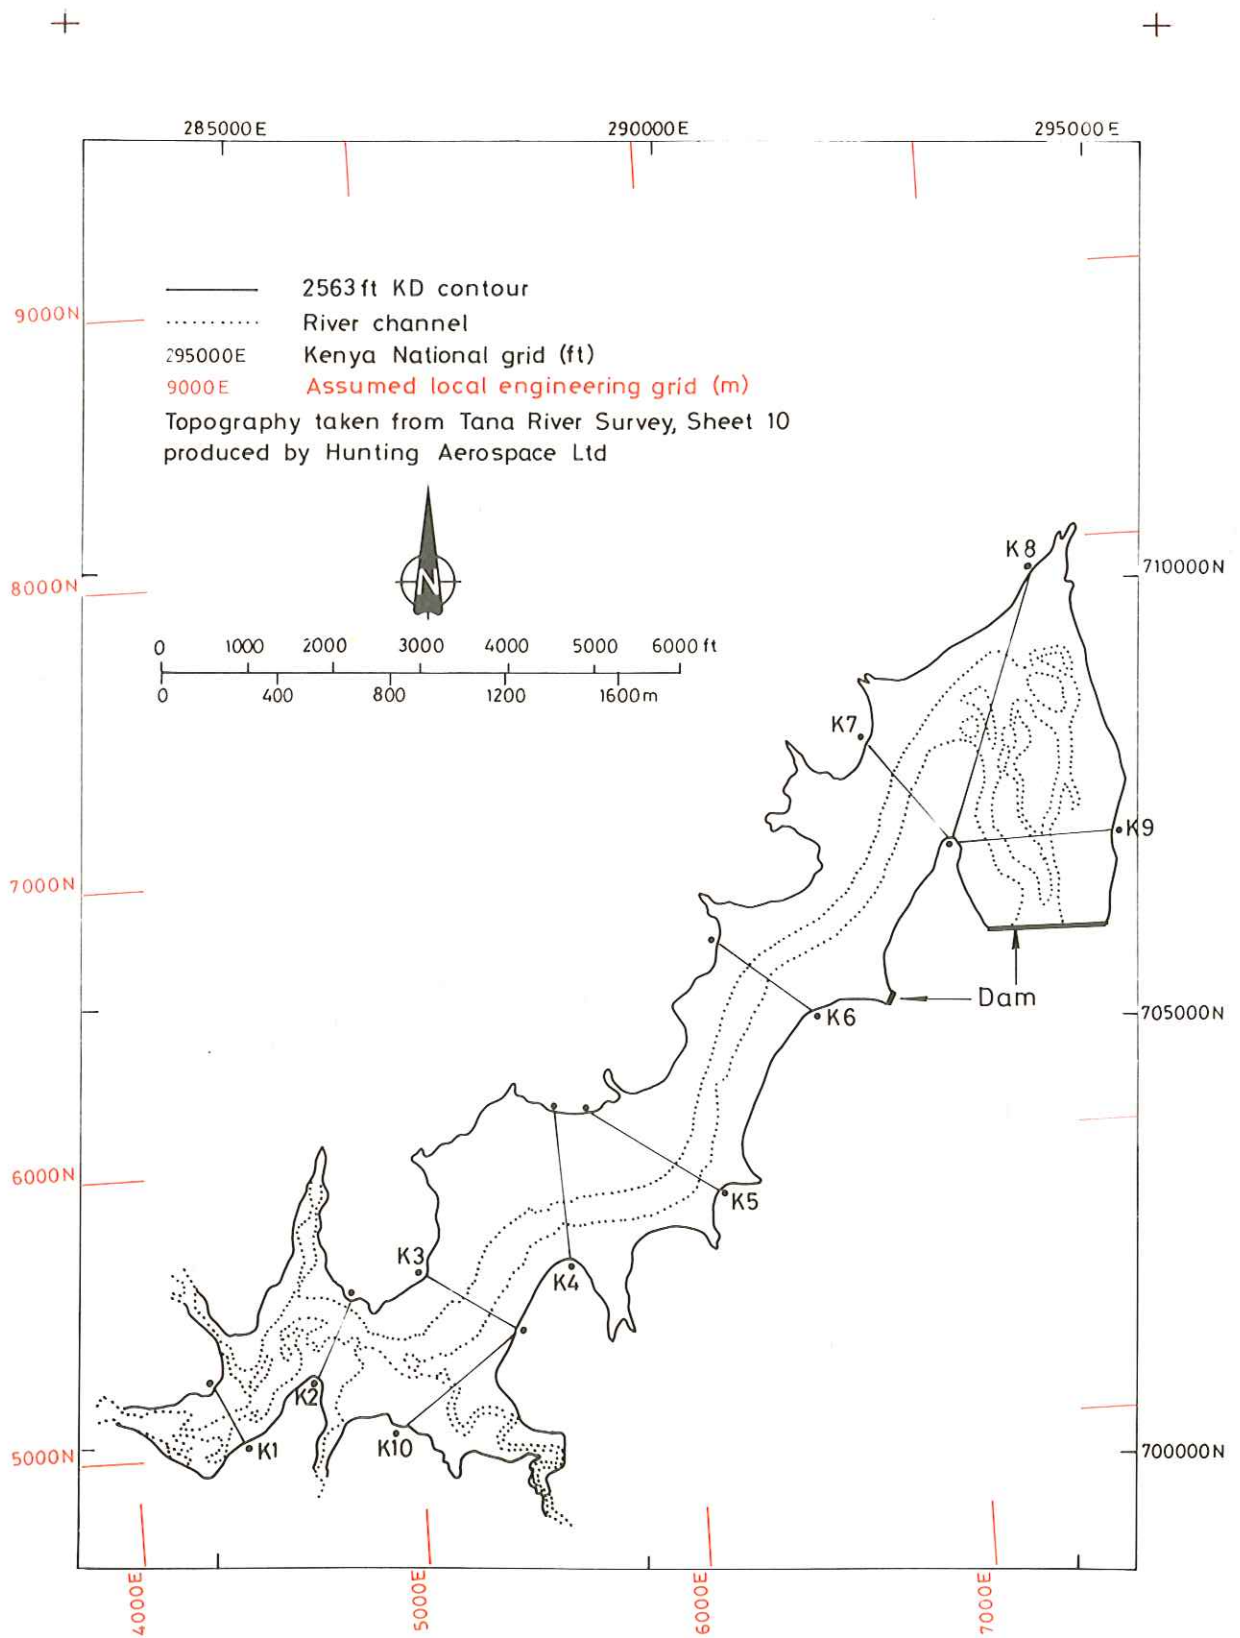 285000E 290000E 295000E
2563ft KD contour
9000N
River channel
295000E Kenya National grid (ft)
9000E Assumed local engineering grid (m)
Topography taken from Tana River Survey, Sheet 10
produced by Hunting Aerospace Ltd
K8
710000N
8000N
N
0 1000 2000 3000 4000 5000 6000 ft
0 400 800 1200 1600m
K7
K9
7000N
Dam
705000N
K6
6000N
K5
K3
K4
K2
K1
K10
700000N
5000N
4000E
5000E
6000E
7000E